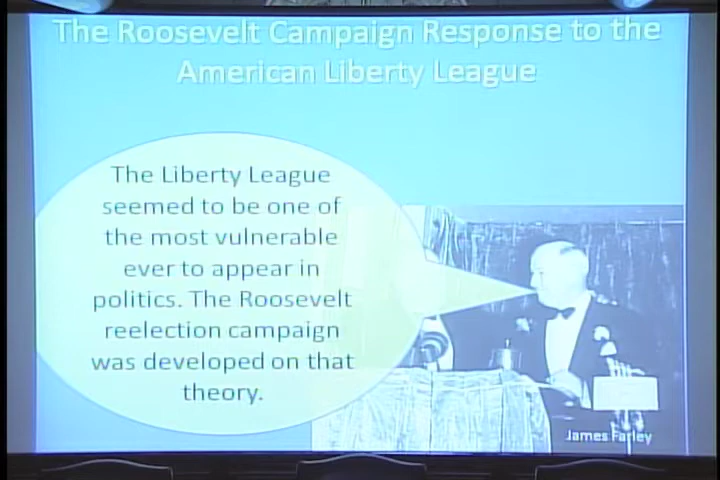 The Roosevelt Campaign Response to the
American Liberty League
The Liberty League
seemed to be one of
the most vulnerable
ever to appear in
politics. The Roosevelt
reelection campaign
was developed on that
theory.
James Farley